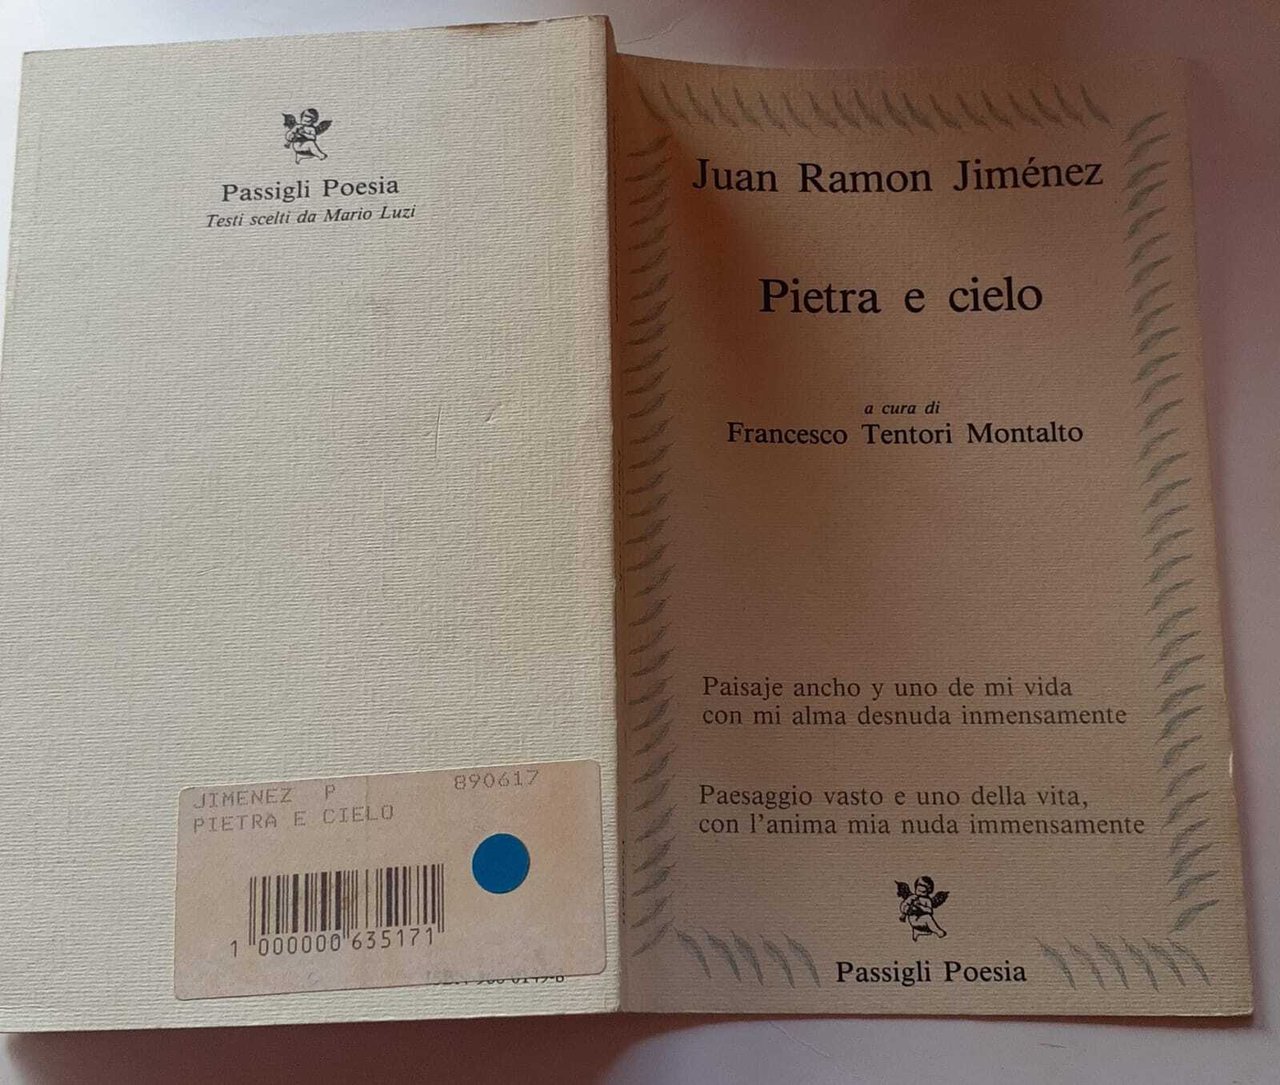 Passigli Poesia
Testi scelti da Mario Luzi
JIMENEZ P 890617
PIETRA E CIELO
1 000000 635171
Juan Ramon Jiménez
Pietra e cielo
a cura di
Francesco Tentori Montalto
Paisaje ancho y uno de mi vida
con mi alma desnuda inmensamente
Paesaggio vasto e uno della vita,
con l'anima mia nuda immensamente
Passigli Poesia